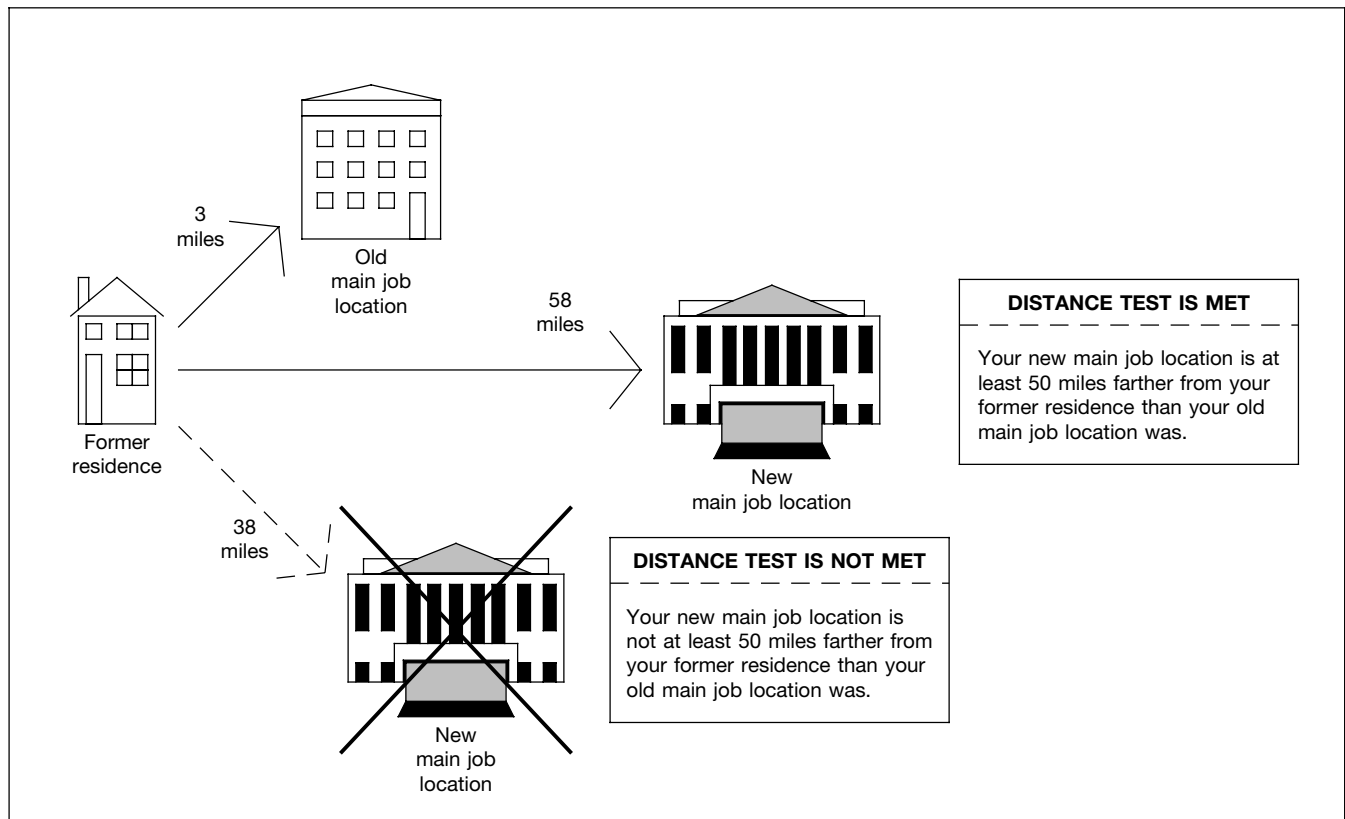 3
miles
Old
main job
location
58
miles
DISTANCE TEST IS MET
Your new main job location is at
least 50 miles farther from your
former residence than your old
main job location was.
Former
residence
New
main job location
38
miles
DISTANCE TEST IS NOT MET
Your new main job location is
not at least 50 miles farther from
your former residence than your
old main job location was.
New
main job
location